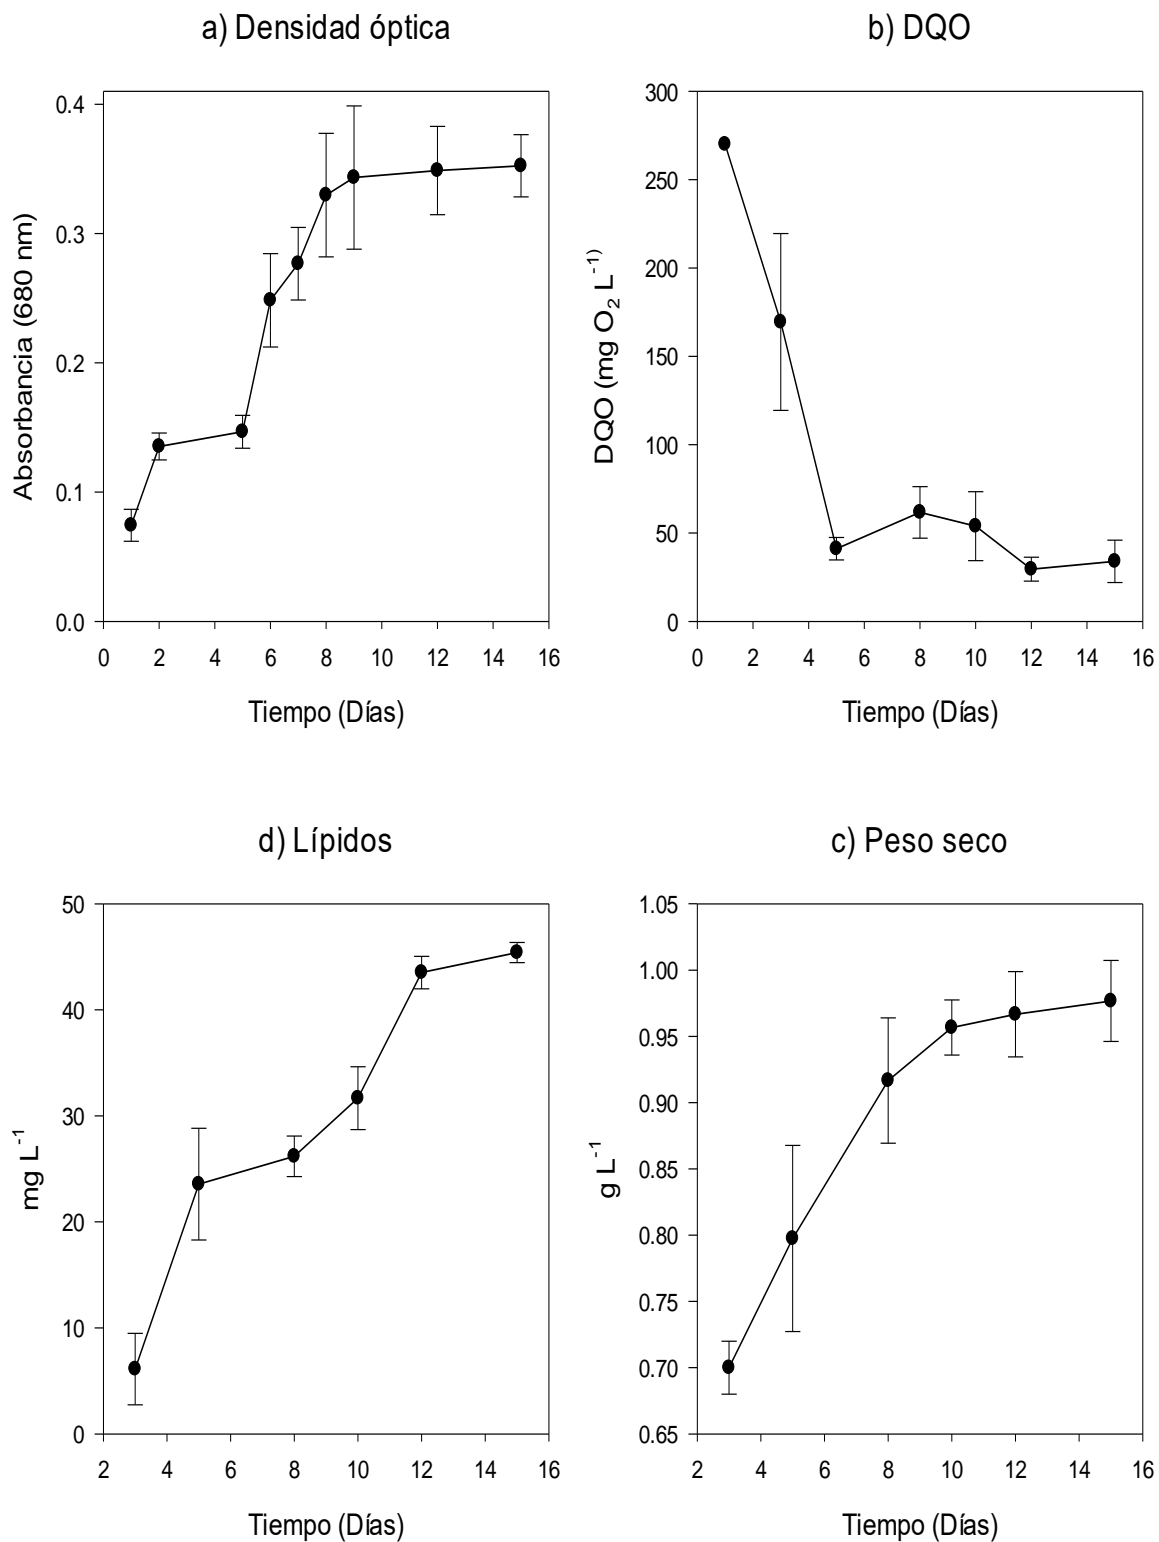 a) Densidad óptica
0.4
0.3
0.2
0.1
0.0
Absorbancia (680 nm)
0 2 4 6 8 10 12 14 16
Tiempo (Días)
b) DQO
300
250
200
150
100
50
0
DQO (mg O₂ L⁻¹)
0 2 4 6 8 10 12 14 16
Tiempo (Días)
d) Lípidos
50
40
30
20
10
0
mg L⁻¹
2 4 6 8 10 12 14 16
Tiempo (Días)
c) Peso seco
1.05
1.00
0.95
0.90
0.85
0.80
0.75
0.70
0.65
g L⁻¹
2 4 6 8 10 12 14 16
Tiempo (Días)